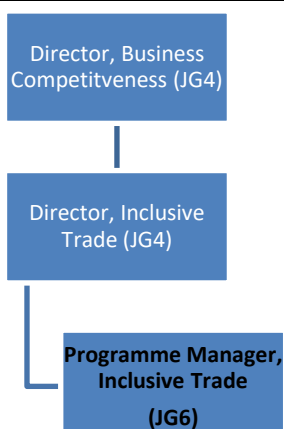 Director, Business
Competitveness (JG4)
Director, Inclusive
Trade (JG4)
Programme Manager,
Inclusive Trade
(JG6)